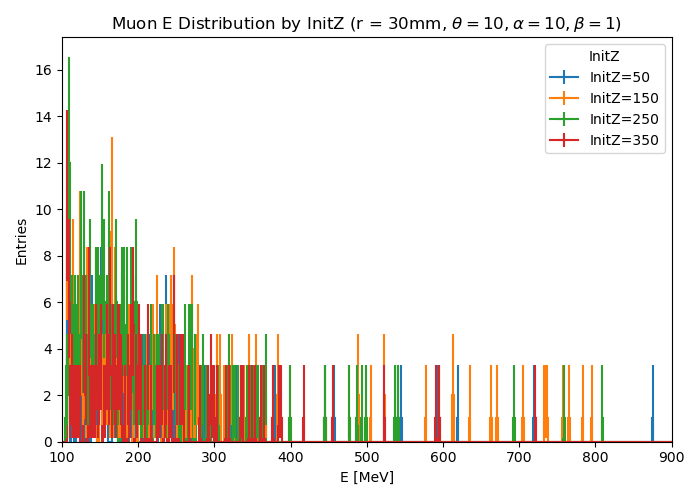 Muon E Distribution by InitZ (r = 30mm, θ = 10, α = 10, β = 1)
InitZ
InitZ=50
InitZ=150
InitZ=250
InitZ=350
Entries
16
14
12
10
8
6
4
2
0
100 200 300 400 500 600 700 800 900
E [MeV]